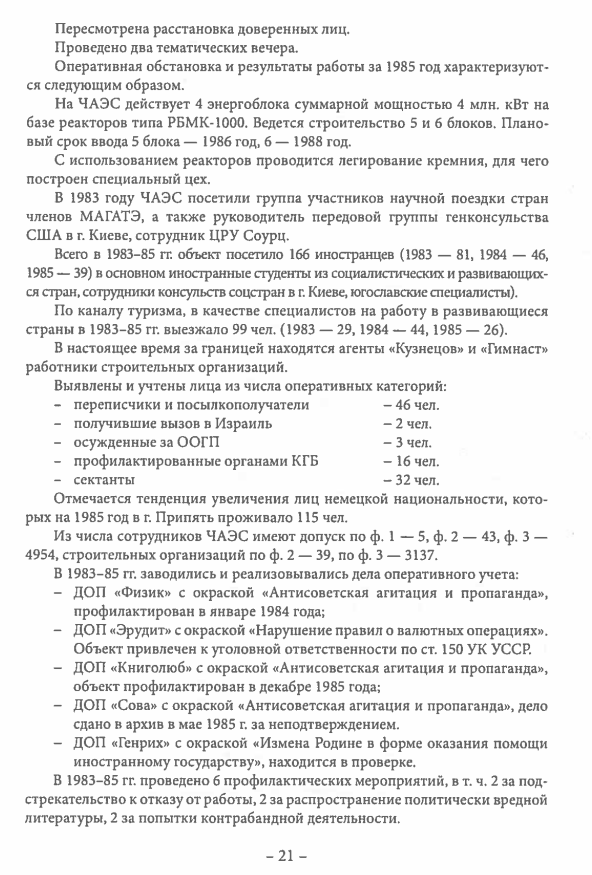 Пересмотрена расстановка доверенных лиц.
Проведено два тематических вечера.
Оперативная обстановка и результаты работы за 1985 год характеризуют-
ся следующим образом.
На ЧАЭС действует 4 энергоблока суммарной мощностью 4 млн. кВт на
базе реакторов типа РБМК-1000. Ведется строительство 5 и 6 блоков. Плано-
вый срок ввода 5 блока — 1986 год, 6 — 1988 год.
С использованием реакторов проводится легирование кремния, для чего
построен специальный цех.
В 1983 году ЧАЭС посетили группа участников научной поездки стран
членов МАГАТЭ, а также руководитель передовой группы генконсульства
США в г. Киеве, сотрудник ЦРУ Соурц.
Всего в 1983–85 гг. объект посетило 166 иностранцев (1983 — 81, 1984 — 46,
1985 — 39) в основном иностранные студенты из социалистических и развивающих-
ся стран, сотрудники консульств соцстран в г. Киеве, югославские специалисты).
По каналу туризма, в качестве специалистов на работу в развивающиеся
страны в 1983–85 гг. выезжало 99 чел. (1983 — 29, 1984 — 44, 1985 — 26).
В настоящее время за границей находятся агенты «Кузнецов» и «Гимнаст»
работники строительных организаций.
Выявлены и учтены лица из числа оперативных категорий:
– переписчики и посылкополучатели – 46 чел.
– получившие вызов в Израиль – 2 чел.
– осужденные за ООГП – 3 чел.
– профилактированные органами КГБ – 16 чел.
– сектанты – 32 чел.
Отмечается тенденция увеличения лиц немецкой национальности, кото-
рых на 1985 год в г. Припять проживало 115 чел.
Из числа сотрудников ЧАЭС имеют допуск по ф. 1 — 5, ф. 2 — 43, ф. 3 —
4954, строительных организаций по ф. 2 — 39, по ф. 3 — 3137.
В 1983–85 гг. заводились и реализовывались дела оперативного учета:
– ДОП «Физик» с окраской «Антисоветская агитация и пропаганда»,
профилактирован в январе 1984 года;
– ДОП «Эрудит» с окраской «Нарушение правил о валютных операциях».
Объект привлечен к уголовной ответственности по ст. 150 УК УССР.
– ДОП «Книголюб» с окраской «Антисоветская агитация и пропаганда»,
объект профилактирован в декабре 1985 года;
– ДОП «Сова» с окраской «Антисоветская агитация и пропаганда», дело
сдано в архив в мае 1985 г. за неподтверждением.
– ДОП «Генрих» с окраской «Измена Родине в форме оказания помощи
иностранному государству», находится в проверке.
В 1983–85 гг. проведено 6 профилактических мероприятий, в т. ч. 2 за под-
стрекательство к отказу от работы, 2 за распространение политически вредной
литературы, 2 за попытки контрабандной деятельности.
– 21 –